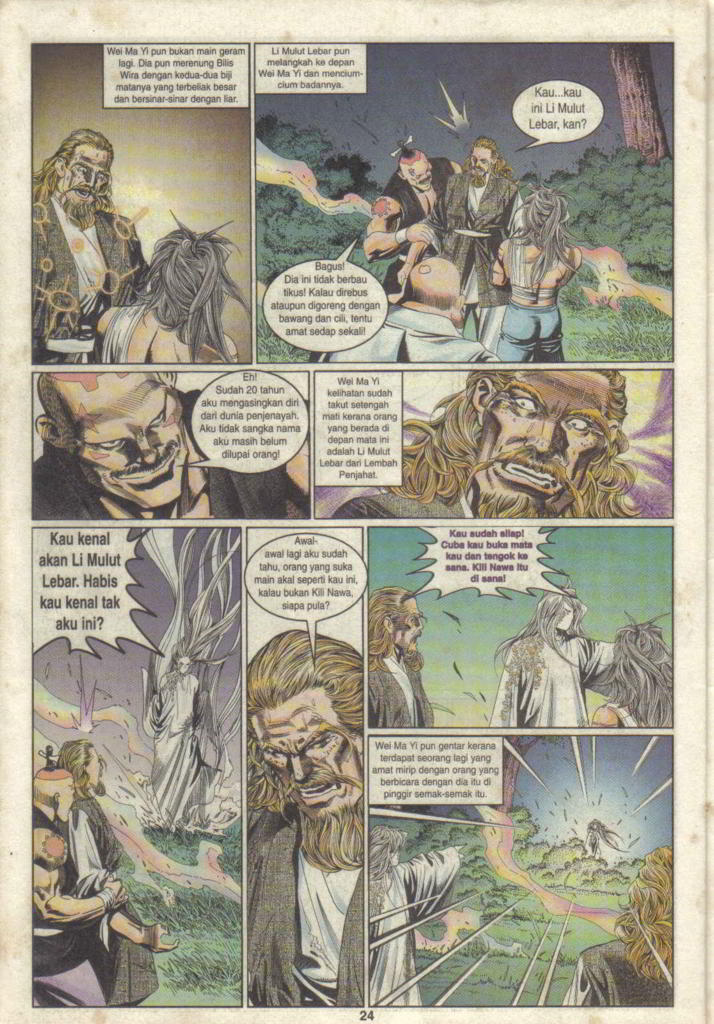 Wei Ma Yi pun bukan main geram
lagi. Dia pun merenung Bilis
Wira dengan kedua-dua biji
matanya yang terbeliak besar
dan bersinar-sinar dengan liar.
Li Mulut Lebar pun
melangkah ke depan
Wei Ma Yi dan mencium-
cium badannya.
Kau...kau
ini Li Mulut
Lebar, kan?
Bagus!
Dia ini tidak berbau
tikus! Kalau direbus
ataupun digoreng dengan
bawang dan cili, tentu
amat sedap sekali!
Eh!
Sudah 20 tahun
aku mengasingkan diri
dari dunia penjenayah.
Aku tidak sangka nama
aku masih belum
dilupai orang!
Wei Ma Yi
kelihatan sudah
takut setengah
mati kerana orang
yang berada di
depan mata ini
adalah Li Mulut
Lebar dari Lembah
Penjahat.
Kau kenal
akan Li Mulut
Lebar. Habis
kau kenal tak
aku ini?
Awal-
awal lagi aku sudah
tahu, orang yang suka
main akal seperti kau ini,
kalau bukan Kili Nawa,
siapa pula?
Kau sudah silap!
Cuba kau buka mata
kau dan tengok ke
sana. Kili Nawa itu
di sana!
Wei Ma Yi pun gentar kerana
terdapat seorang lagi yang
amat mirip dengan orang yang
berbicara dengan dia itu di
pinggir semak-semak itu.
24